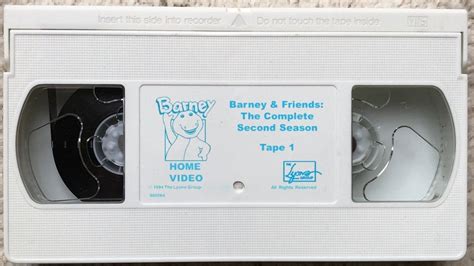 Insert this side into recorder
Do not touch the tape inside
VHS
Barney
HOME
VIDEO
© 1994 The Lyons Group
Barney & Friends:
The Complete
Second Season
Tape 1
THE
Lyons
GROUP
All Rights Reserved